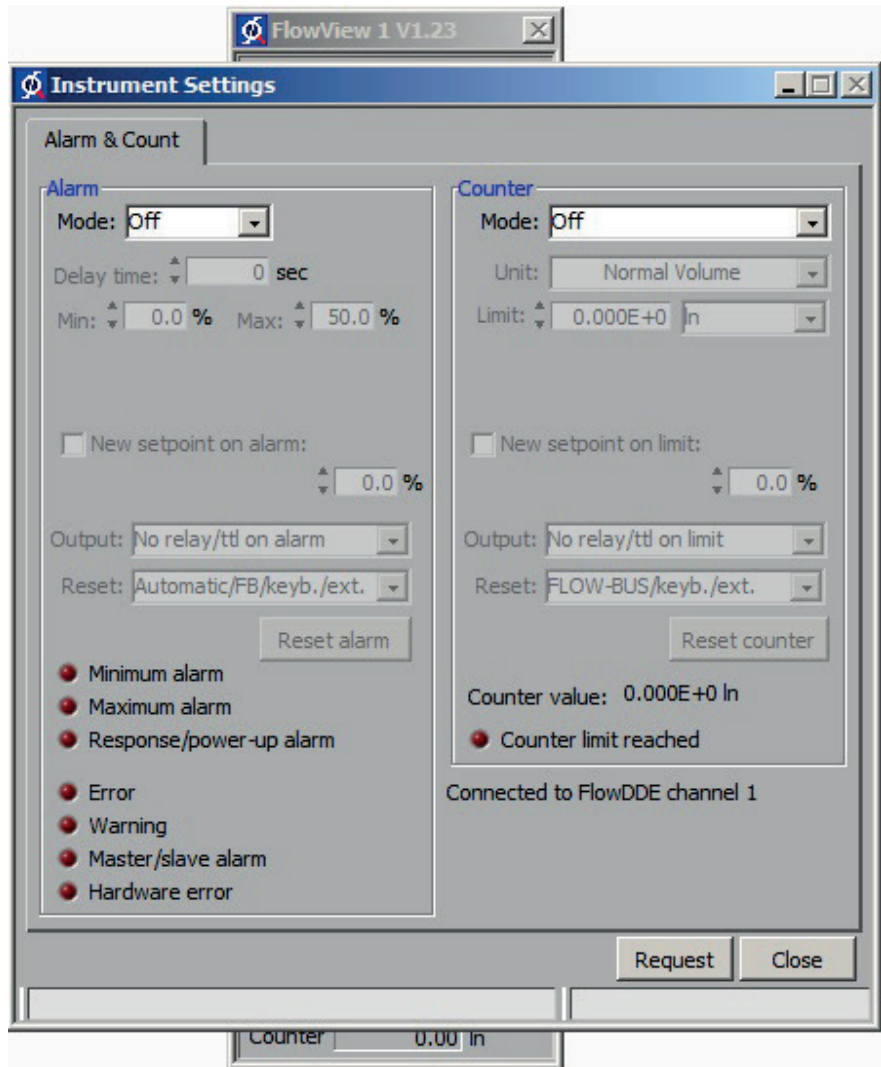 FlowView 1 V1.23
Instrument Settings
Alarm & Count
Alarm
Mode: Off
Delay time: 0 sec
Min: 0.0 % Max: 50.0 %
New setpoint on alarm:
0.0 %
Output: No relay/ttl on alarm
Reset: Automatic/FB/keyb./ext.
Reset alarm
Minimum alarm
Maximum alarm
Response/power-up alarm
Error
Warning
Master/slave alarm
Hardware error
Counter
Mode: Off
Unit: Normal Volume
Limit: 0.000E+0 ln
New setpoint on limit:
0.0 %
Output: No relay/ttl on limit
Reset: FLOW-BUS/keyb./ext.
Reset counter
Counter value: 0.000E+0 ln
Counter limit reached
Connected to FlowDDE channel 1
Request Close
Counter 0.00 ln